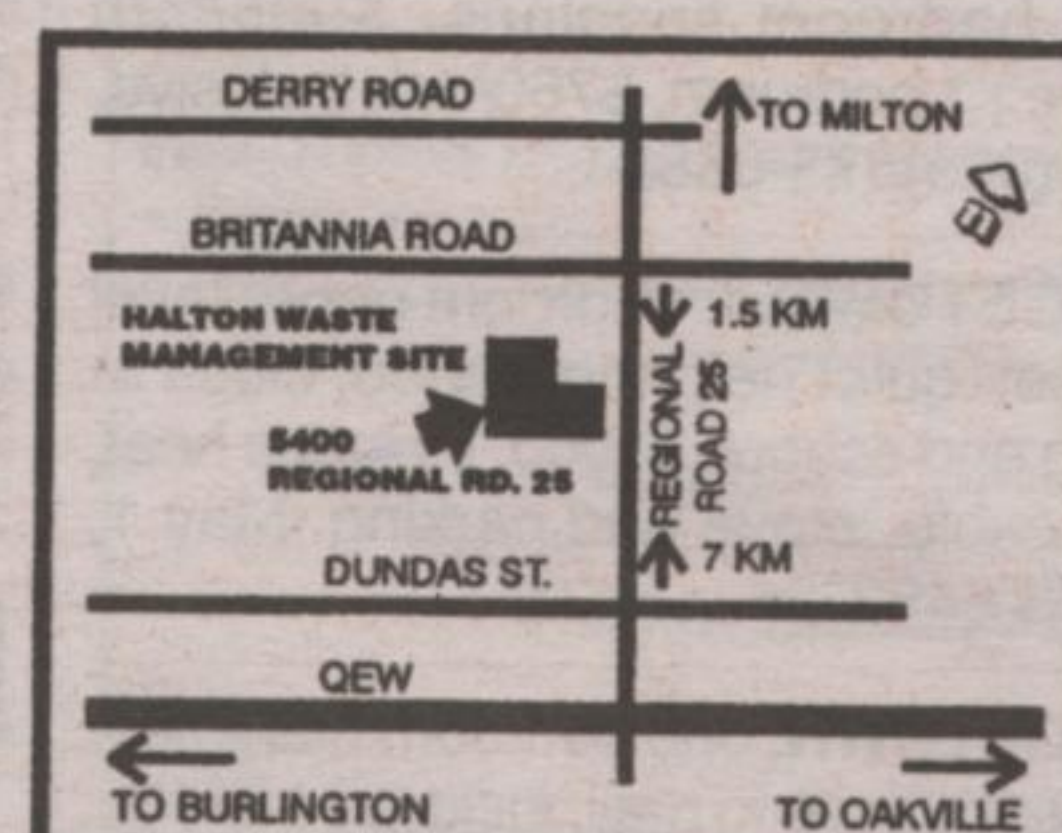 DERRY ROAD
TO MILTON
BRITANNIA ROAD
HALTON WASTE
MANAGEMENT SITE
1.5 KM
REGIONAL
ROAD 25
5400
REGIONAL RD. 25
7 KM
DUNDAS ST.
QEW
TO BURLINGTON
TO OAKVILLE